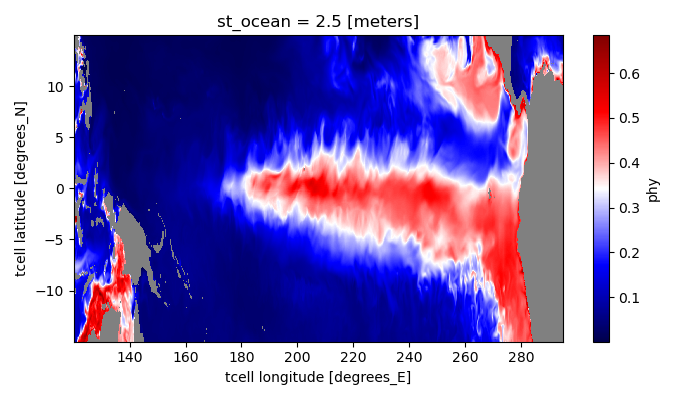 st_ocean = 2.5 [meters]
10
5
0
−5
−10
tcell latitude [degrees_N]
140 160 180 200 220 240 260 280
tcell longitude [degrees_E]
0.6
0.5
0.4
0.3
0.2
0.1
phy